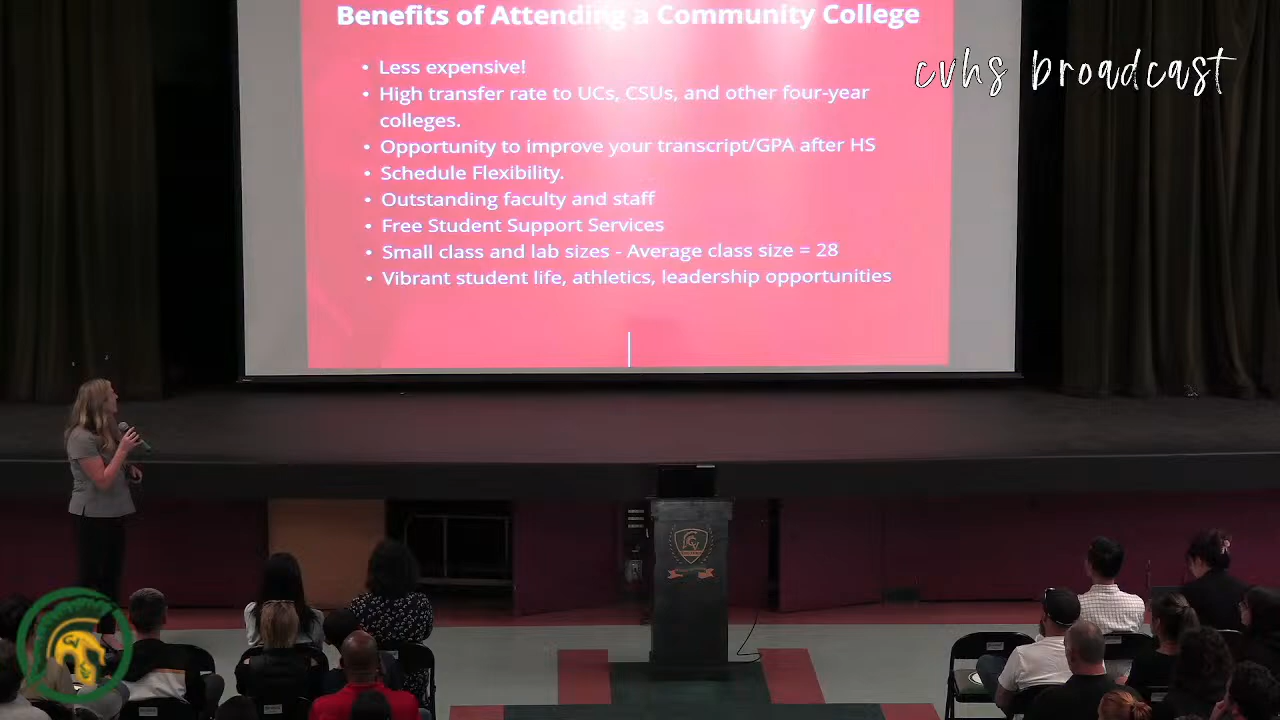 Benefits of Attending a Community College
cvhs broadcast
• Less expensive!
• High transfer rate to UCs, CSUs, and other four-year
colleges.
• Opportunity to improve your transcript/GPA after HS
• Schedule Flexibility.
• Outstanding faculty and staff
• Free Student Support Services
• Small class and lab sizes - Average class size = 28
• Vibrant student life, athletics, leadership opportunities
CV